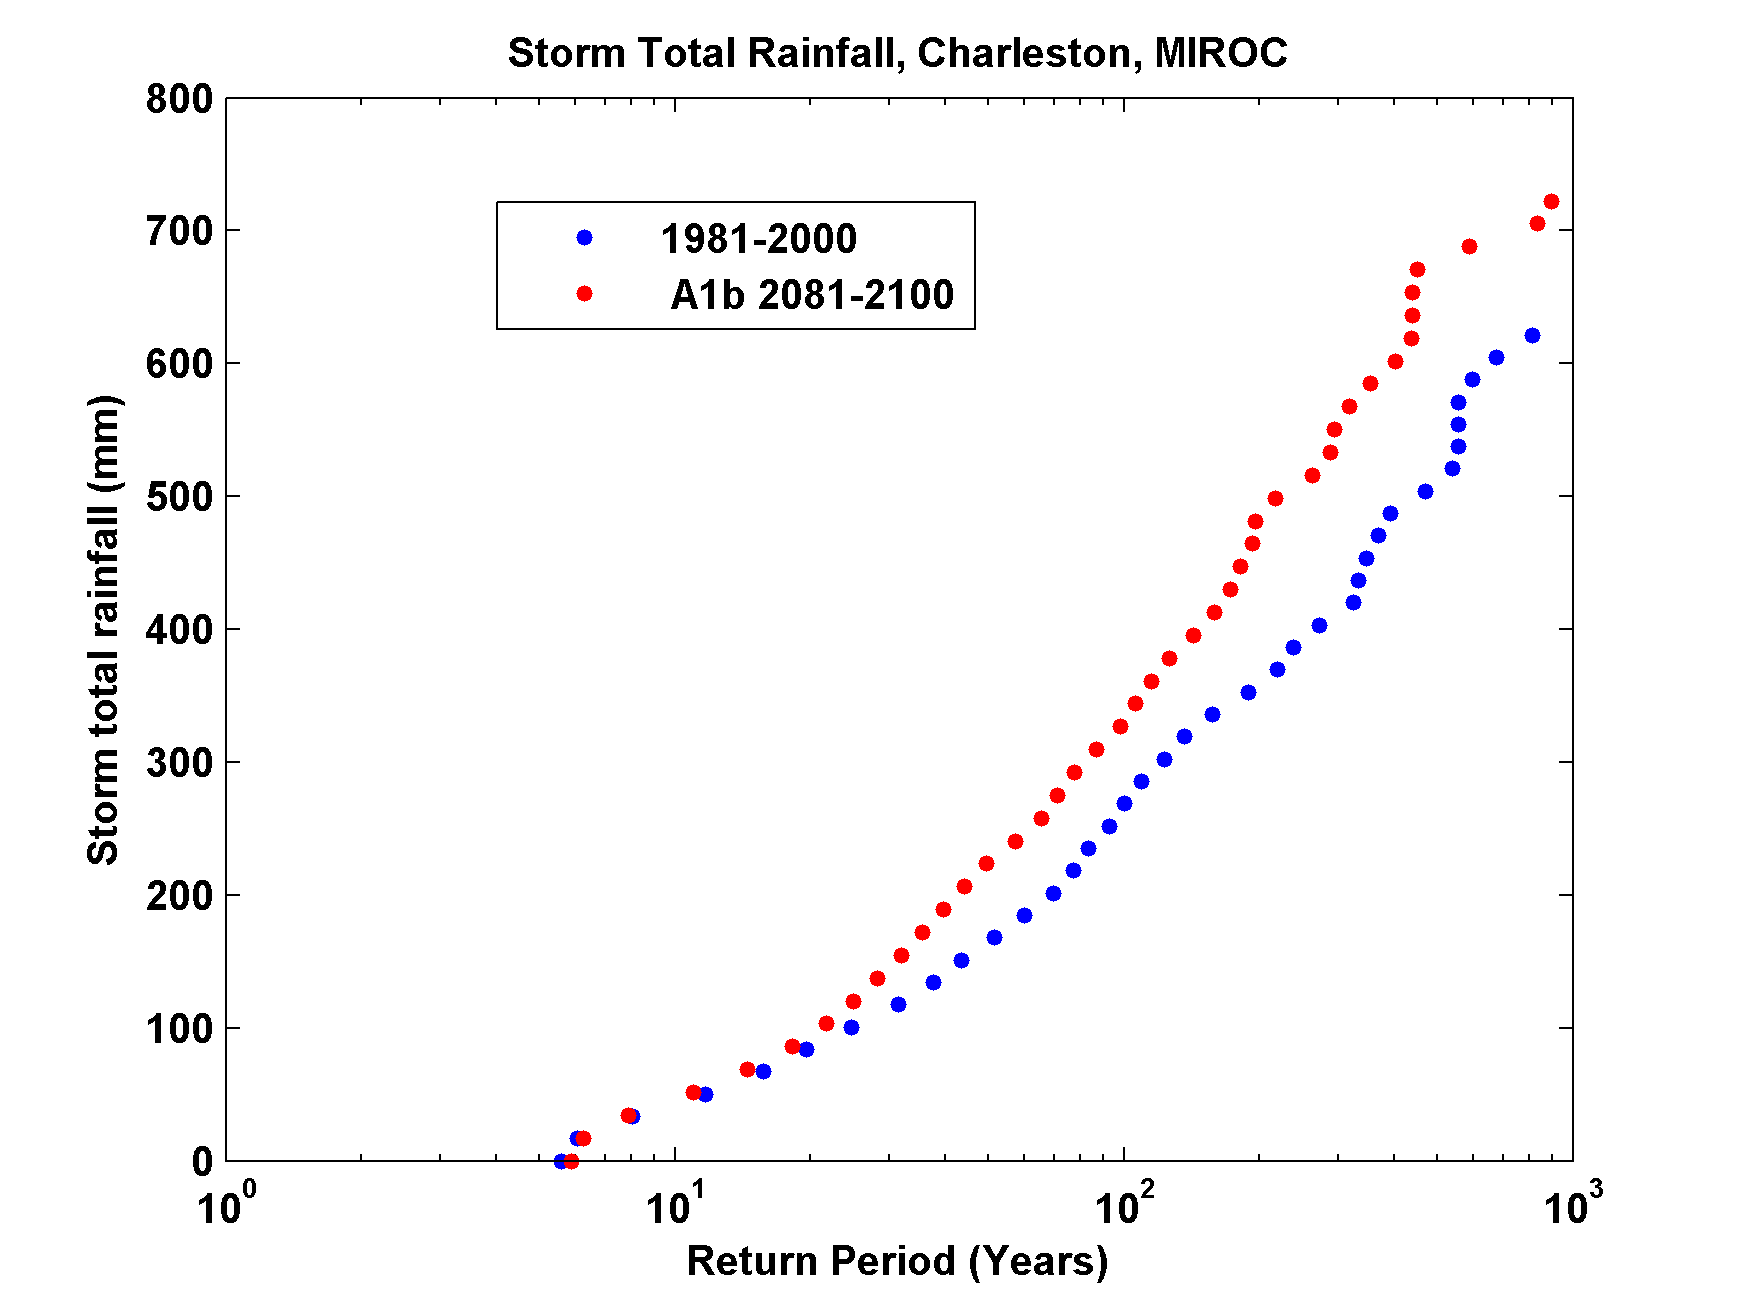 Storm Total Rainfall, Charleston, MIROC
800
700
600
500
400
300
200
100
0
Storm total rainfall (mm)
1981-2000
A1b 2081-2100
10^0 10^1 10^2 10^3
Return Period (Years)